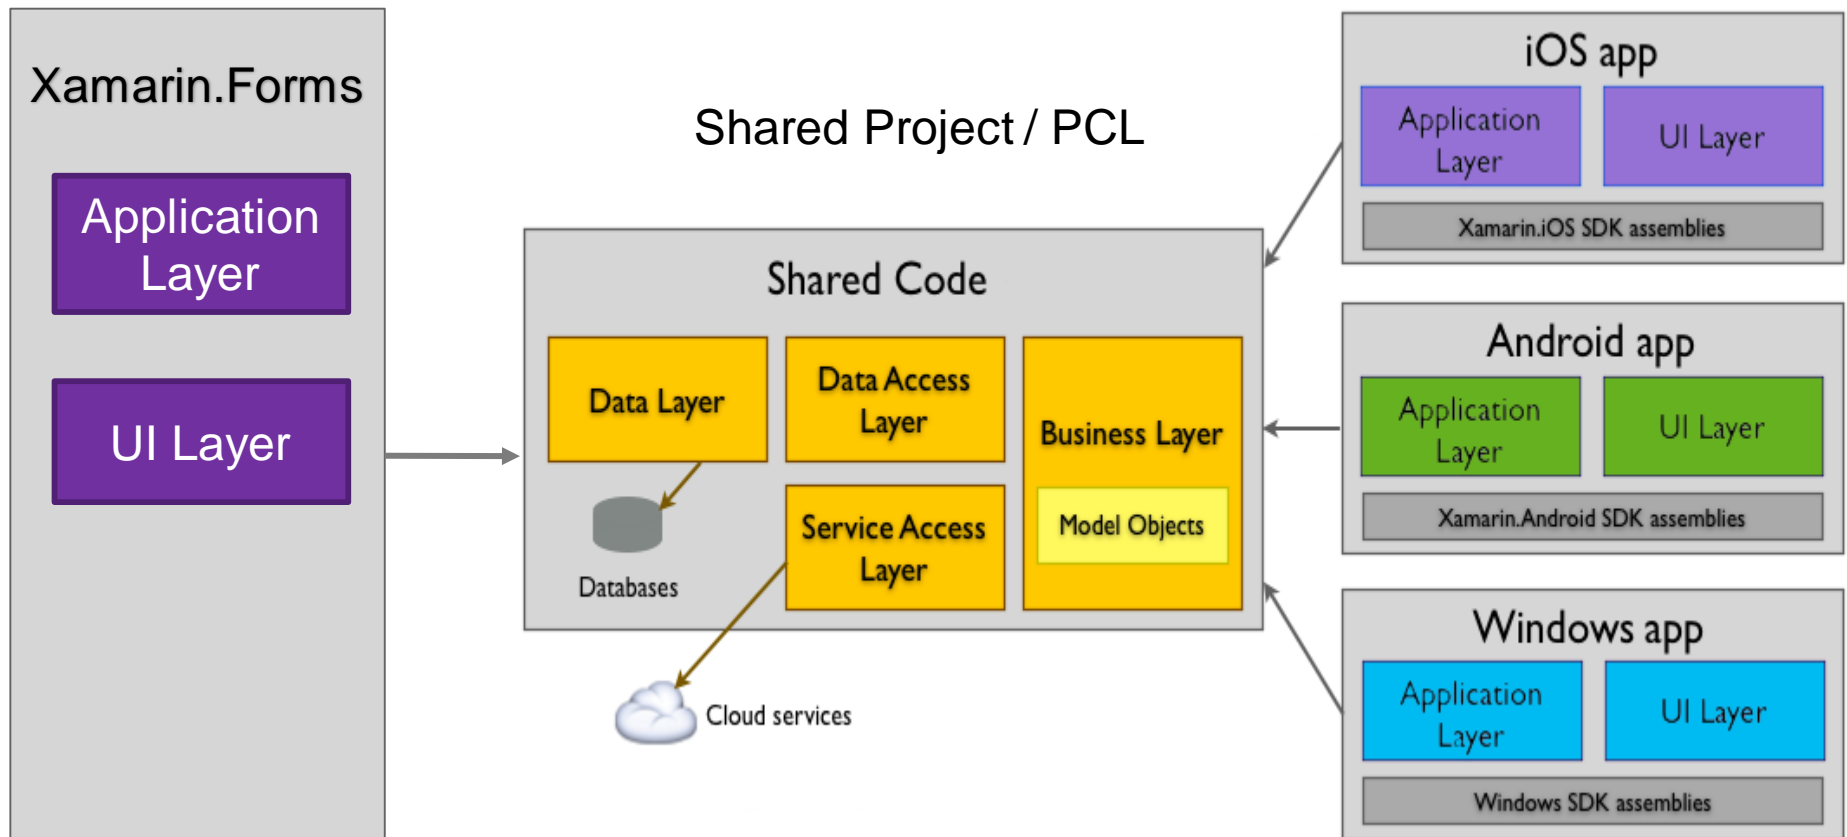 Xamarin.Forms
Application
Layer
UI Layer
Shared Project / PCL
Shared Code
Data Layer
Data Access
Layer
Business Layer
Model Objects
Service Access
Layer
Databases
Cloud services
iOS app
Application
Layer
UI Layer
Xamarin.iOS SDK assemblies
Android app
Application
Layer
UI Layer
Xamarin.Android SDK assemblies
Windows app
Application
Layer
UI Layer
Windows SDK assemblies